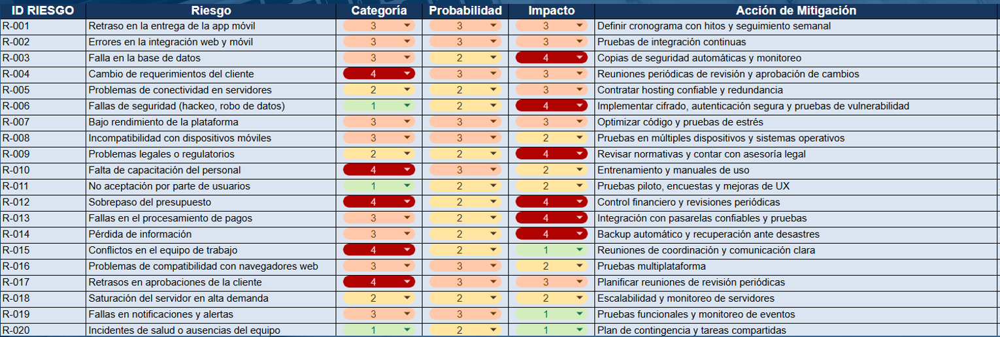 ID RIESGO Riesgo Categoría Probabilidad Impacto Acción de Mitigación
R-001 Retraso en la entrega de la app móvil 3 3 3 Definir cronograma con hitos y seguimiento semanal
R-002 Errores en la integración web y móvil 3 3 3 Pruebas de integración continuas
R-003 Falla en la base de datos 3 2 4 Copias de seguridad automáticas y monitoreo
R-004 Cambio de requerimientos del cliente 4 3 3 Reuniones periódicas de revisión y aprobación de cambios
R-005 Problemas de conectividad en servidores 2 2 3 Contratar hosting confiable y redundancia
R-006 Fallas de seguridad (hackeo, robo de datos) 1 2 4 Implementar cifrado, autenticación segura y pruebas de vulnerabilidad
R-007 Bajo rendimiento de la plataforma 3 3 3 Optimizar código y pruebas de estrés
R-008 Incompatibilidad con dispositivos móviles 3 3 2 Pruebas en múltiples dispositivos y sistemas operativos
R-009 Problemas legales o regulatorios 2 2 4 Revisar normativas y contar con asesoría legal
R-010 Falta de capacitación del personal 4 3 2 Entrenamiento y manuales de uso
R-011 No aceptación por parte de usuarios 1 2 2 Pruebas piloto, encuestas y mejoras de UX
R-012 Sobrepaso del presupuesto 4 2 4 Control financiero y revisiones periódicas
R-013 Fallas en el procesamiento de pagos 3 2 4 Integración con pasarelas confiables y pruebas
R-014 Pérdida de información 3 2 4 Backup automático y recuperación ante desastres
R-015 Conflictos en el equipo de trabajo 4 2 1 Reuniones de coordinación y comunicación clara
R-016 Problemas de compatibilidad con navegadores web 3 3 2 Pruebas multiplataforma
R-017 Retrasos en aprobaciones de la cliente 4 3 3 Planificar reuniones de revisión periódicas
R-018 Saturación del servidor en alta demanda 2 2 2 Escalabilidad y monitoreo de servidores
R-019 Fallas en notificaciones y alertas 3 3 1 Pruebas funcionales y monitoreo de eventos
R-020 Incidentes de salud o ausencias del equipo 1 2 1 Plan de contingencia y tareas compartidas